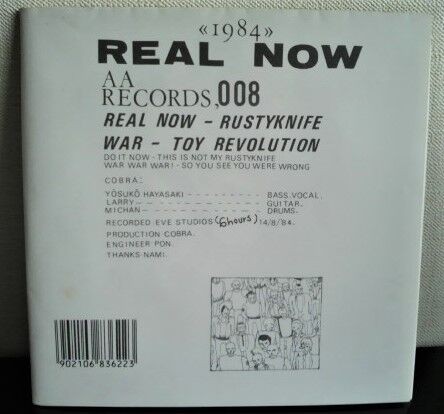 «1984»
REAL NOW
AA
RECORDS,008
REAL NOW - RUSTYKNIFE
WAR - TOY REVOLUTION
DO IT NOW - THIS IS NOT MY RUSTYKNIFE
WAR WAR WAR! - SO YOU SEE YOU WERE WRONG
COBRA:
YŌSUKŌ HAYASAKI - - - - - - - - - - BASS.VOCAL.
LARRY - - - - - - - - - - GUITAR.
MICHAN - - - - - - - - - - DRUMS.
RECORDED EVE STUDIOS (6hours) 14/8/'84.
PRODUCTION COBRA.
ENGINEER PON.
THANKS NAMI.
902106 836223